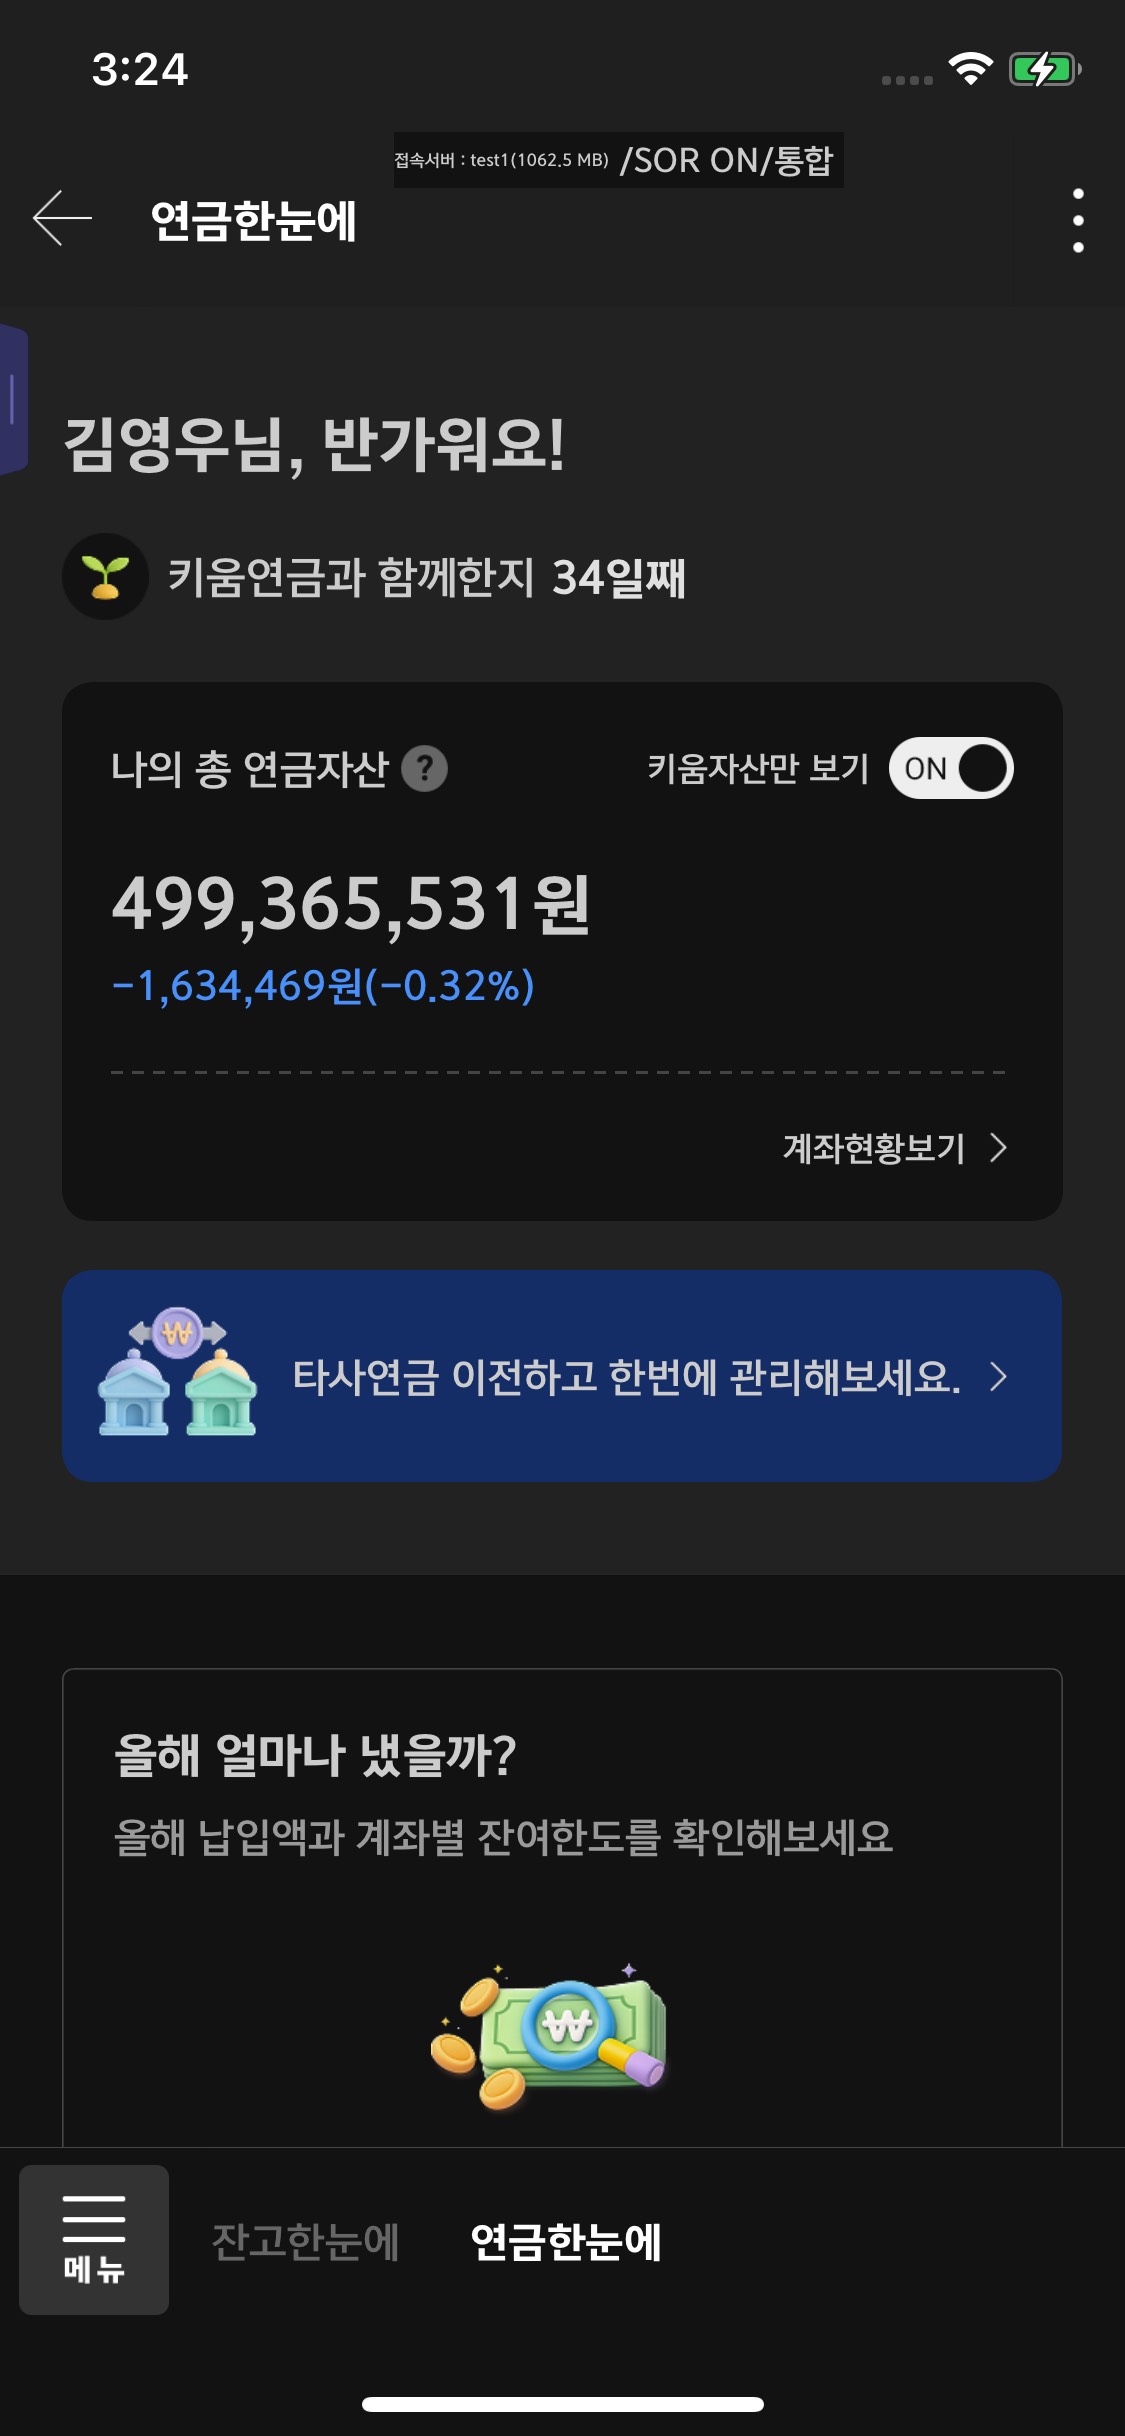 3:24
접속서버 : test1(1062.5 MB) /SOR ON/통합
연금한눈에
김영우님, 반가워요!
키움연금과 함께한지 34일째
나의 총 연금자산 ?
키움자산만 보기 ON
499,365,531원
-1,634,469원(-0.32%)
계좌현황보기
₩
타사연금 이전하고 한번에 관리해보세요.
올해 얼마나 냈을까?
올해 납입액과 계좌별 잔여한도를 확인해보세요
₩
메뉴
잔고한눈에
연금한눈에